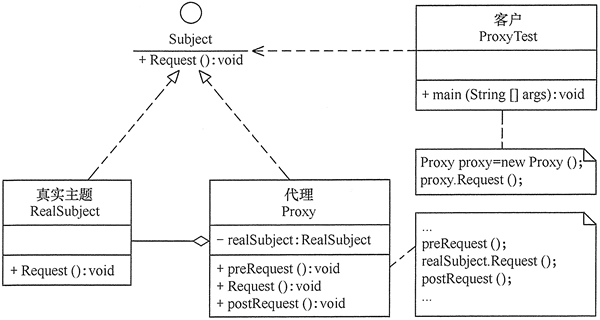 Subject
+ Request():void
客户
ProxyTest
+ main (String [] args):void
Proxy proxy=new Proxy ();
proxy.Request();
真实主题
RealSubject
+ Request():void
代理
Proxy
− realSubject:RealSubject
+ preRequest():void
+ Request():void
+ postRequest():void
...
preRequest();
realSubject.Request();
postRequest();
...